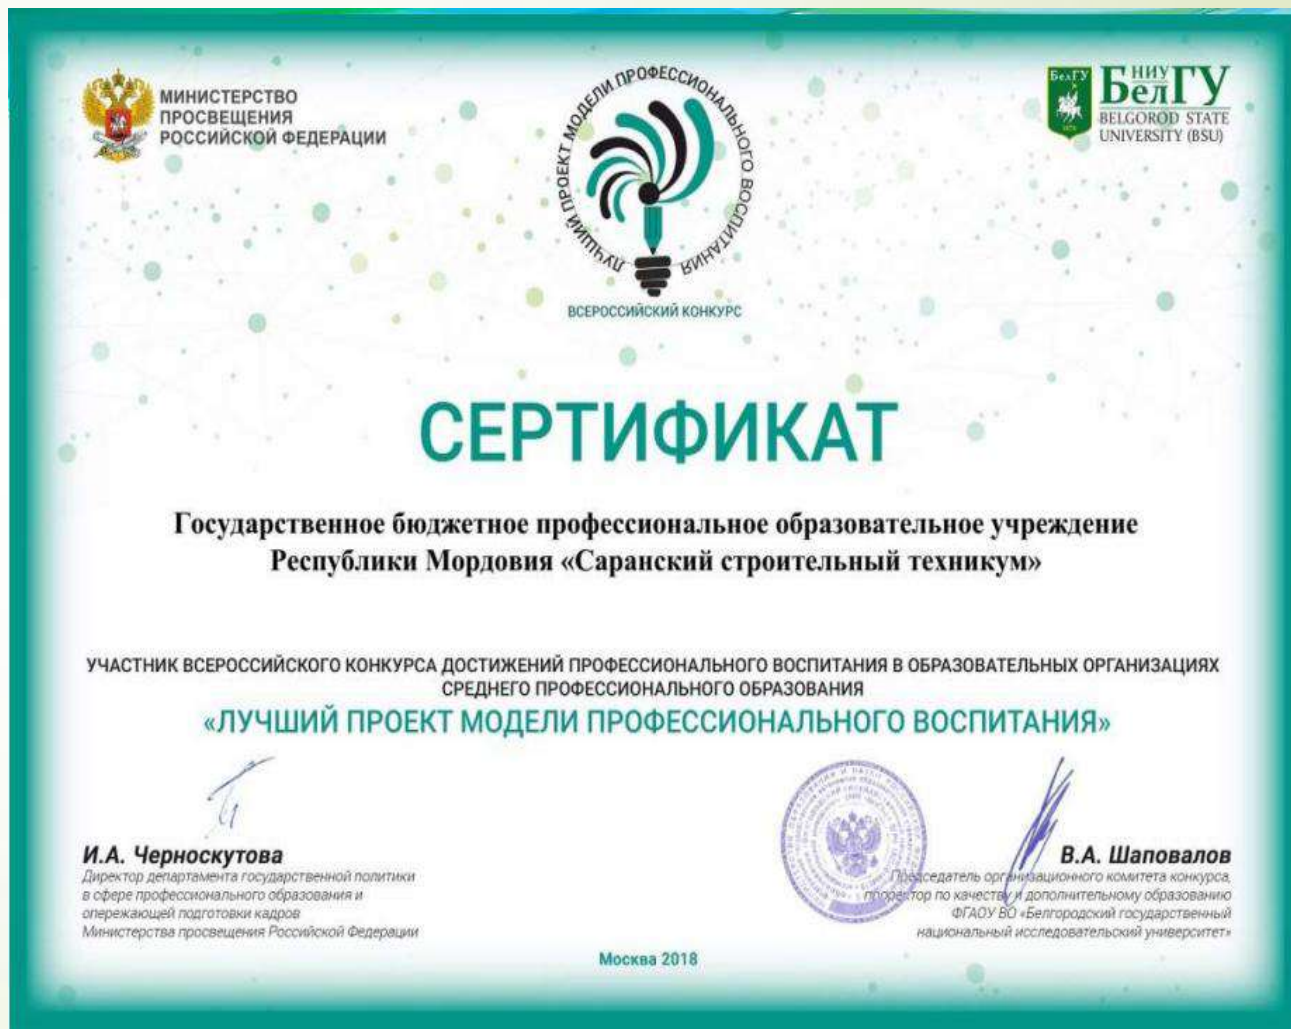 МИНИСТЕРСТВО
ПРОСВЕЩЕНИЯ
РОССИЙСКОЙ ФЕДЕРАЦИИ
ЛУЧШИЙ ПРОЕКТ МОДЕЛИ ПРОФЕССИОНАЛЬНОГО ВОСПИТАНИЯ
ВСЕРОССИЙСКИЙ КОНКУРС
БелГУ
1876
НИУ
БелГУ
BELGOROD STATE
UNIVERSITY (BSU)
СЕРТИФИКАТ
Государственное бюджетное профессиональное образовательное учреждение
Республики Мордовия «Саранский строительный техникум»
УЧАСТНИК ВСЕРОССИЙСКОГО КОНКУРСА ДОСТИЖЕНИЙ ПРОФЕССИОНАЛЬНОГО ВОСПИТАНИЯ В ОБРАЗОВАТЕЛЬНЫХ ОРГАНИЗАЦИЯХ
СРЕДНЕГО ПРОФЕССИОНАЛЬНОГО ОБРАЗОВАНИЯ
«ЛУЧШИЙ ПРОЕКТ МОДЕЛИ ПРОФЕССИОНАЛЬНОГО ВОСПИТАНИЯ»
И.А. Черноскутова
Директор департамента государственной политики
в сфере профессионального образования и
опережающей подготовки кадров
Министерства просвещения Российской Федерации
В.А. Шаповалов
Председатель организационного комитета конкурса,
проректор по качеству и дополнительному образованию
ФГАОУ ВО «Белгородский государственный
национальный исследовательский университет»
Москва 2018